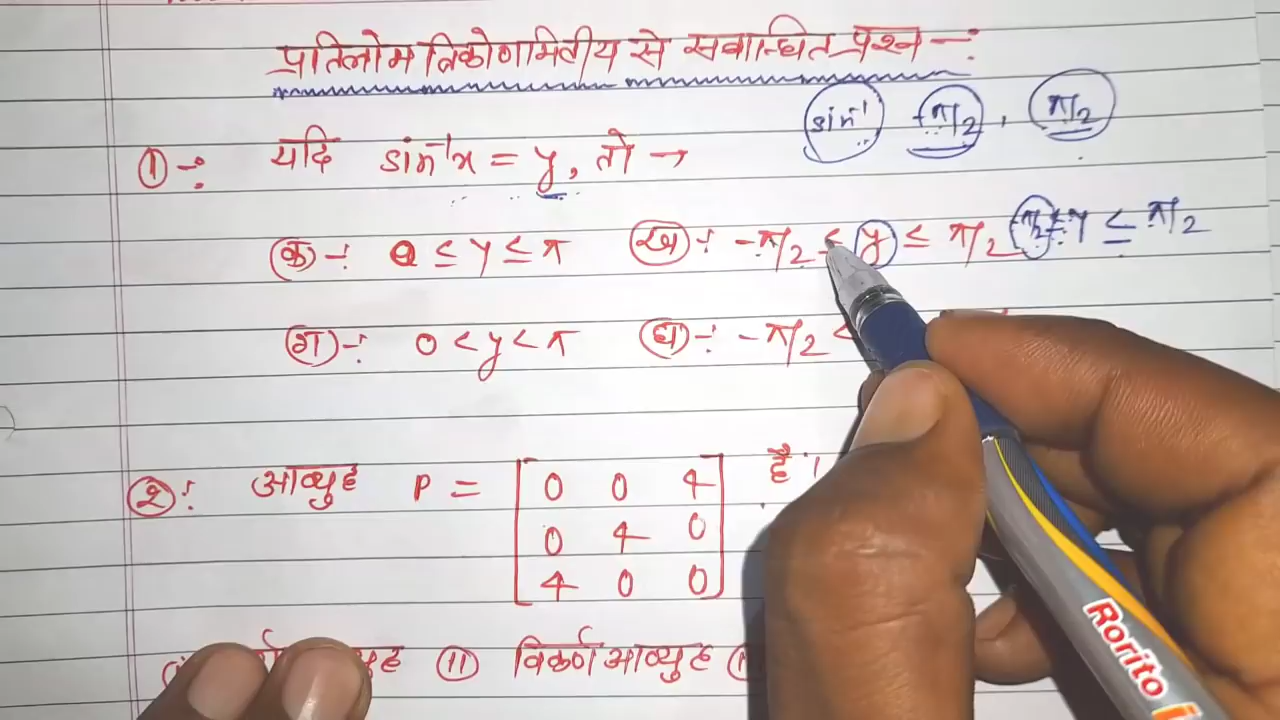 प्रतिलोम त्रिकोणमितीय से सम्बन्धित प्रश्न –:
sin⁻¹ -π/2 , π/2
① –: यदि sin⁻¹x = y, तो →
(क) –: 0 ≤ y ≤ π (ख) –: -π/2 ≤ y ≤ π/2 -π/2 ≤ y ≤ π/2
(ग) –: 0 < y < π (घ) –: -π/2 <
② : आव्युह P = [ 0 0 4 है।
0 4 0
4 0 0 ]
(ii) विकर्ण आव्युह
Rorito